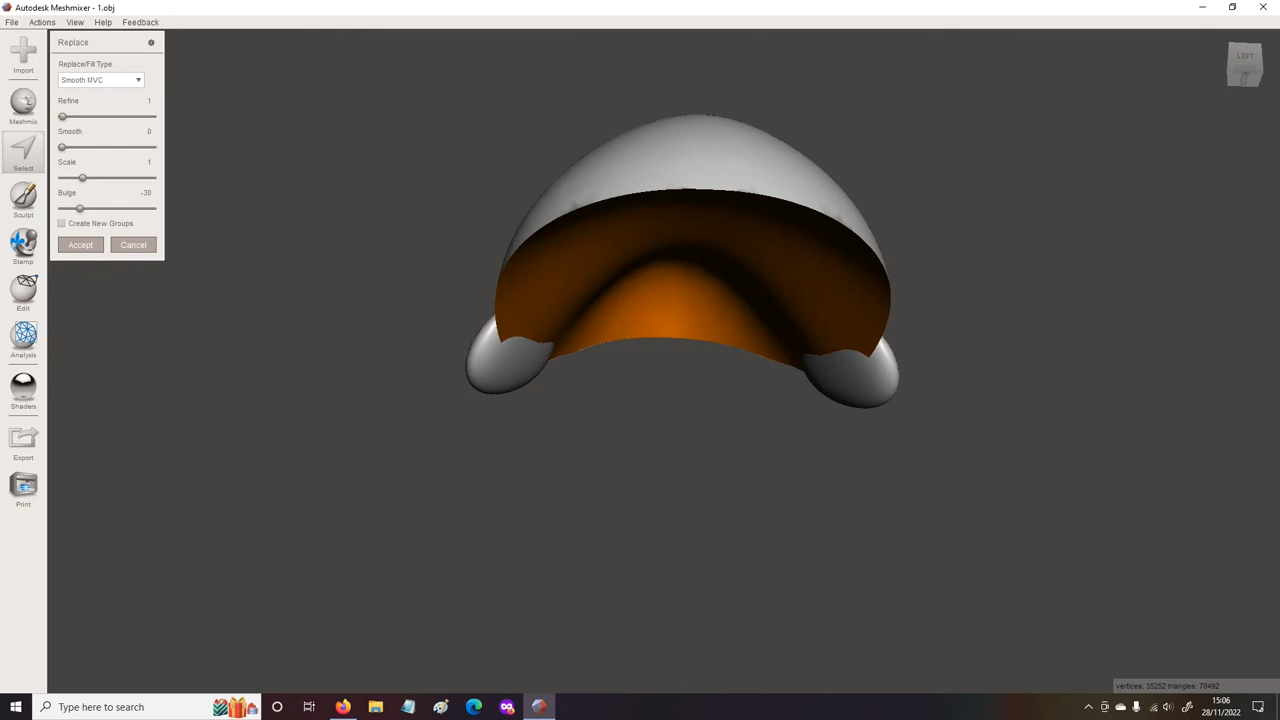 Autodesk Meshmixer - 1.obj
File Actions View Help Feedback
Import
Meshmix
Select
Sculpt
Stamp
Edit
Analysis
Shaders
Export
Print
Replace
Replace/Fill Type
Smooth MVC
Refine 1
Smooth 0
Scale 1
Bulge -30
Create New Groups
Accept Cancel
LEFT
vertices: 35252 triangles: 70492
Type here to search
15:06
28/11/2022